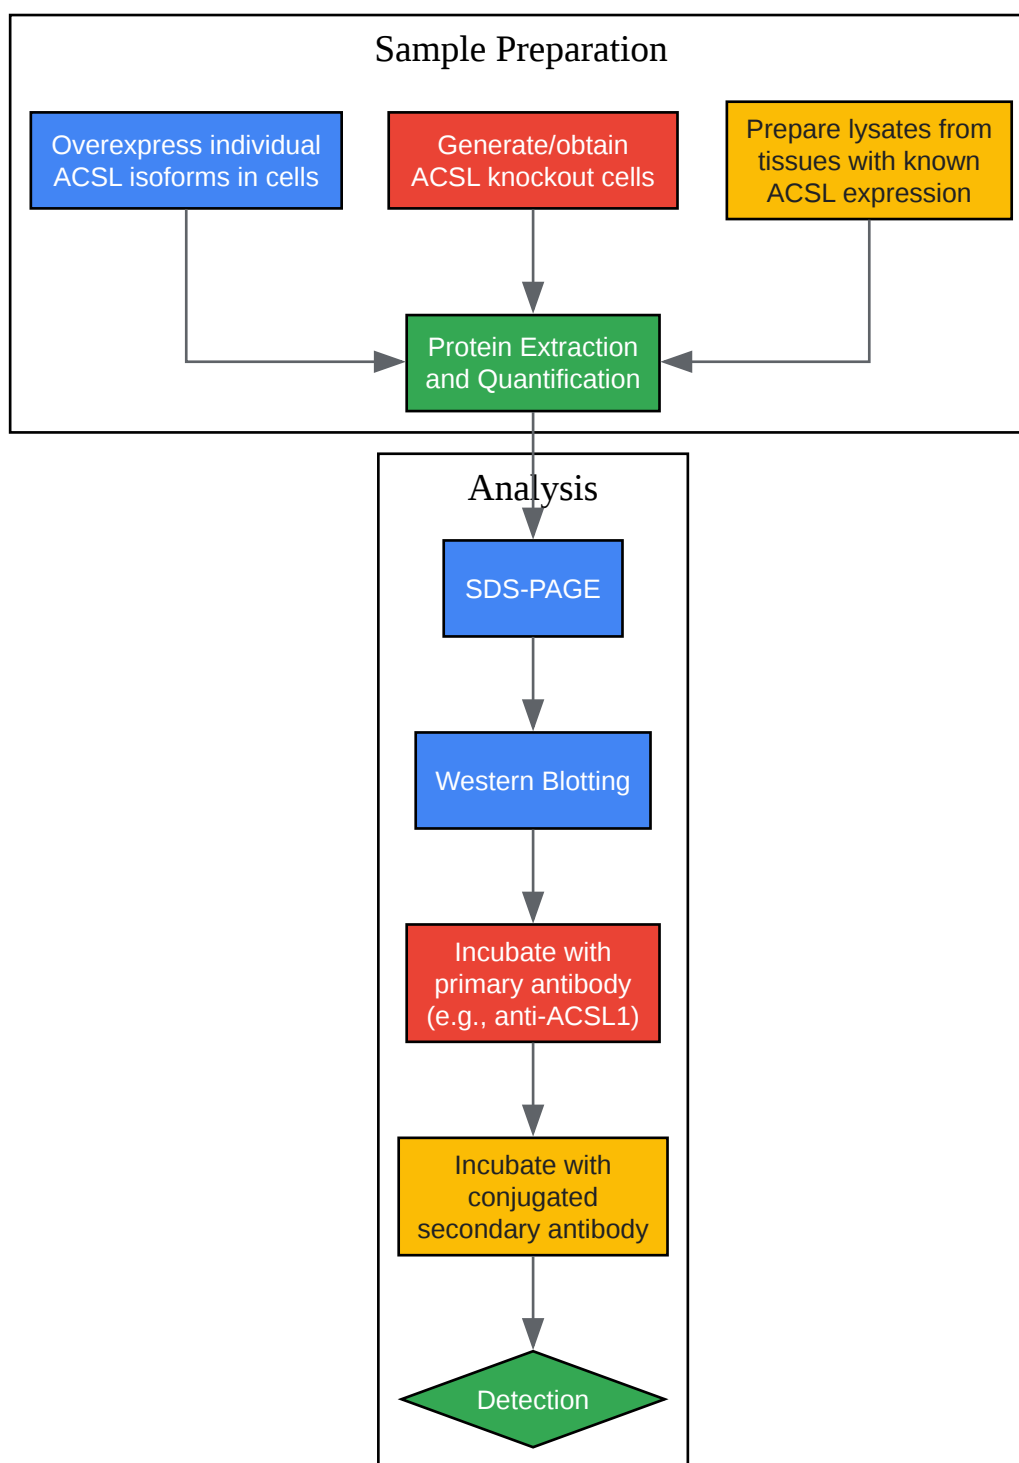 Sample Preparation
Overexpress individual
ACSL isoforms in cells
Generate/obtain
ACSL knockout cells
Prepare lysates from
tissues with known
ACSL expression
Protein Extraction
and Quantification
Analysis
SDS-PAGE
Western Blotting
Incubate with
primary antibody
(e.g., anti-ACSL1)
Incubate with
conjugated
secondary antibody
Detection